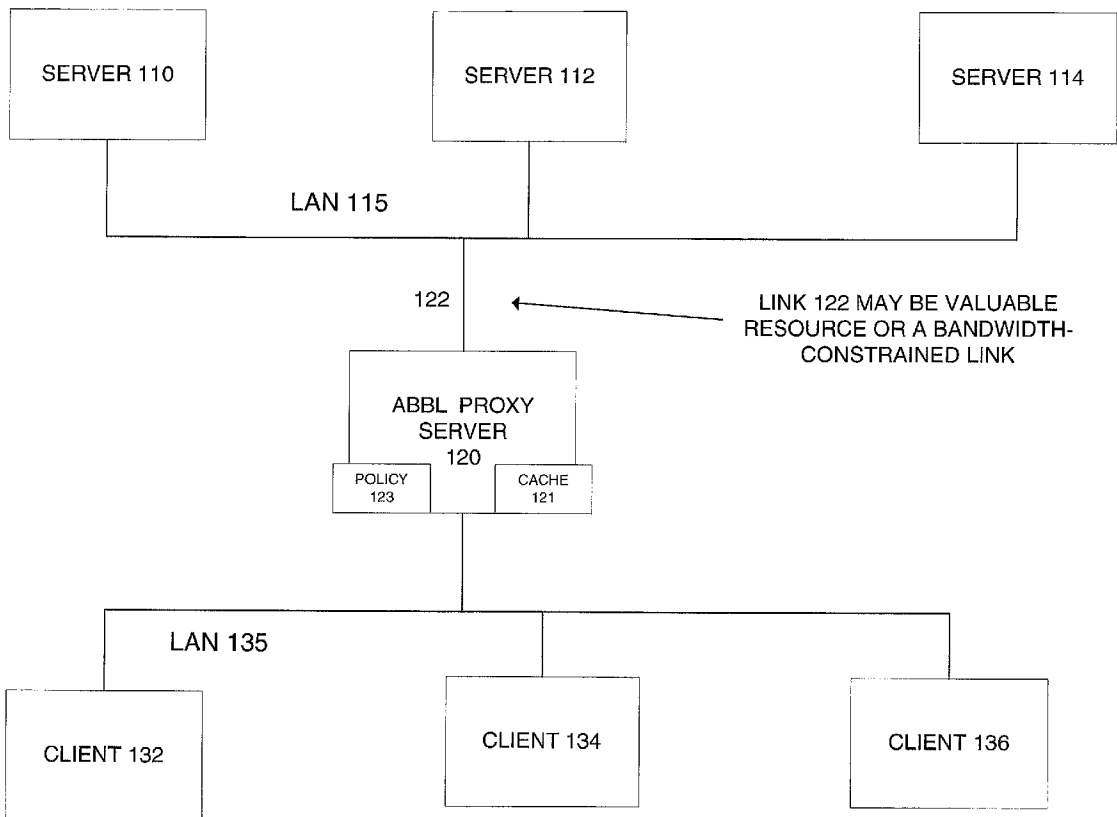 SERVER 110
SERVER 112
SERVER 114
LAN 115
122
LINK 122 MAY BE VALUABLE
RESOURCE OR A BANDWIDTH-
CONSTRAINED LINK
ABBL PROXY
SERVER
120
POLICY
123
CACHE
121
LAN 135
CLIENT 132
CLIENT 134
CLIENT 136